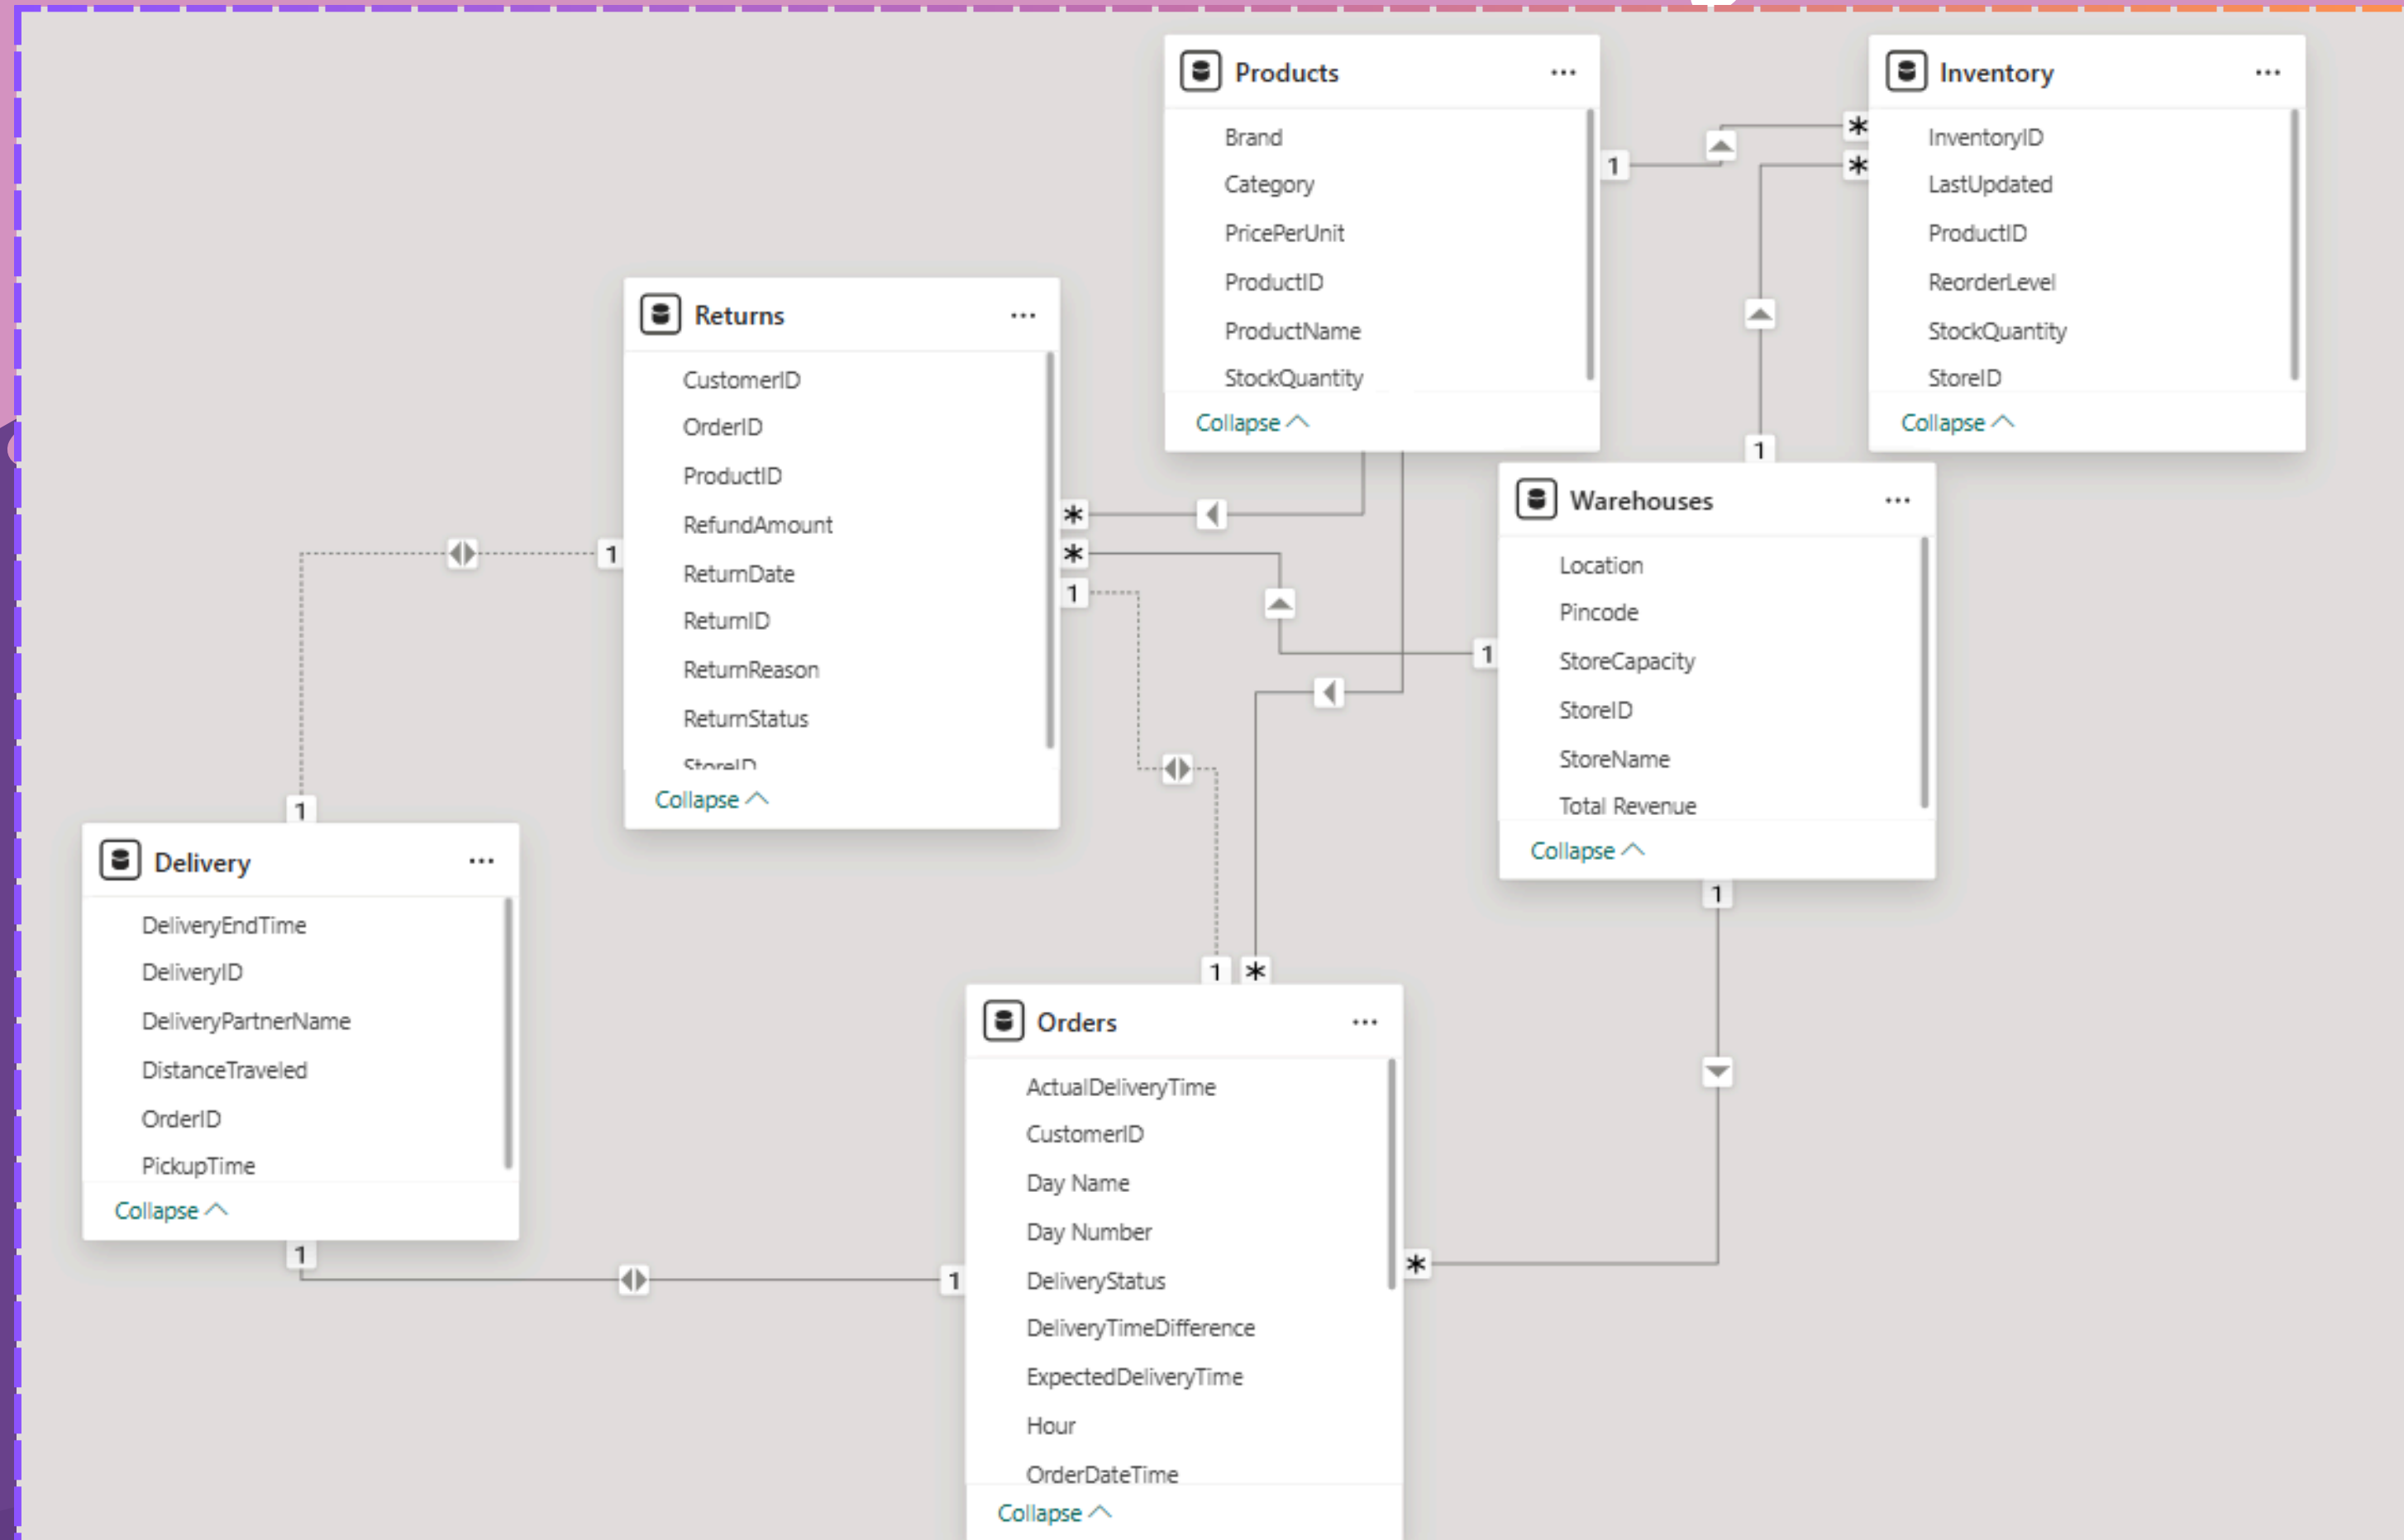 Products
Brand
Category
PricePerUnit
ProductID
ProductName
StockQuantity
Collapse
1
Inventory
InventoryID
LastUpdated
ProductID
ReorderLevel
StockQuantity
StoreID
Collapse
*
*
Returns
CustomerID
OrderID
ProductID
RefundAmount
ReturnDate
ReturnID
ReturnReason
ReturnStatus
StoreID
Collapse
1
*
*
1
1
Warehouses
Location
Pincode
StoreCapacity
StoreID
StoreName
Total Revenue
Collapse
1
1
1
Delivery
DeliveryEndTime
DeliveryID
DeliveryPartnerName
DistanceTraveled
OrderID
PickupTime
Collapse
1
1 *
Orders
ActualDeliveryTime
CustomerID
Day Name
Day Number
DeliveryStatus
DeliveryTimeDifference
ExpectedDeliveryTime
Hour
OrderDateTime
Collapse
1
*